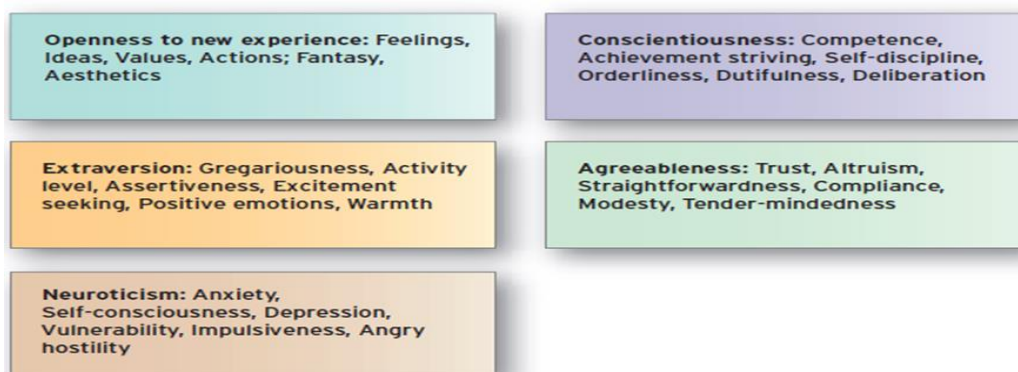 Openness to new experience: Feelings,
Ideas, Values, Actions; Fantasy,
Aesthetics
Conscientiousness: Competence,
Achievement striving, Self-discipline,
Orderliness, Dutifulness, Deliberation
Extraversion: Gregariousness, Activity
level, Assertiveness, Excitement
seeking, Positive emotions, Warmth
Agreeableness: Trust, Altruism,
Straightforwardness, Compliance,
Modesty, Tender-mindedness
Neuroticism: Anxiety,
Self-consciousness, Depression,
Vulnerability, Impulsiveness, Angry
hostility